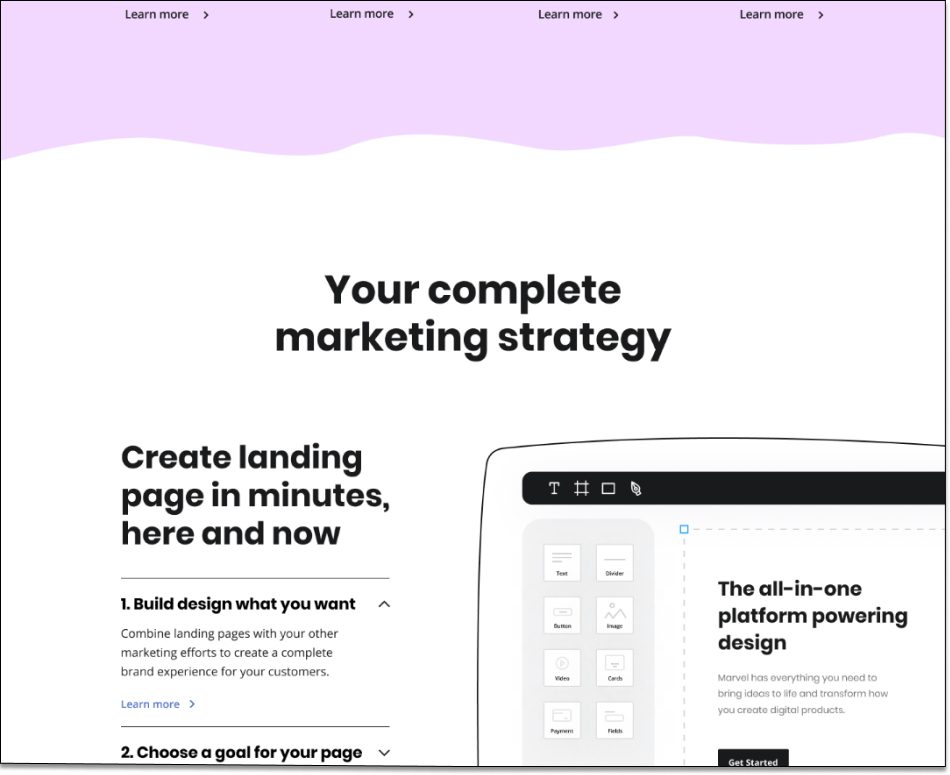 Learn more
Learn more
Learn more
Learn more
Your complete
marketing strategy
Create landing
page in minutes,
here and now
1. Build design what you want
Combine landing pages with your other
marketing efforts to create a complete
brand experience for your customers.
Learn more
2. Choose a goal for your page
T
Text
Divider
Button
Image
Video
Cards
Payment
Fields
The all-in-one
platform powering
design
Marvel has everything you need to
bring ideas to life and transform how
you create digital products.
Get Started